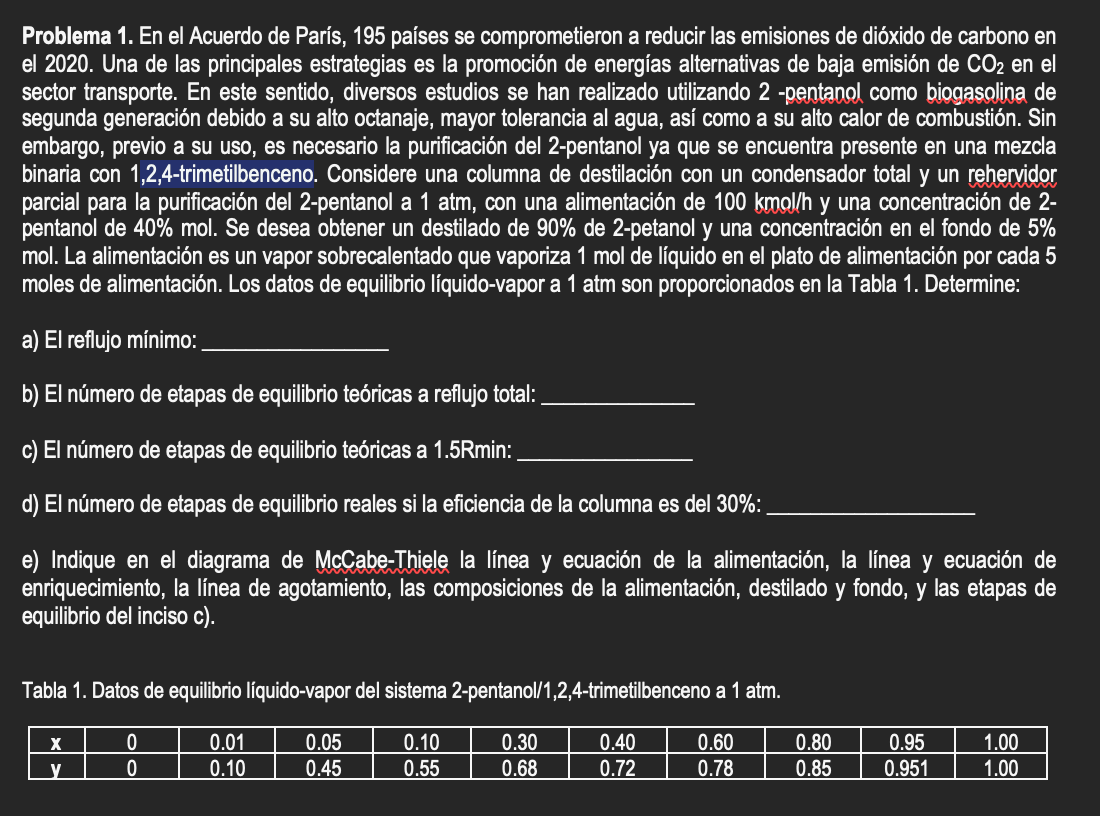 Problema 1. En el Acuerdo de París, 195 países se comprometieron a reducir las emisiones de dióxido de carbono en
el 2020. Una de las principales estrategias es la promoción de energías alternativas de baja emisión de CO₂ en el
sector transporte. En este sentido, diversos estudios se han realizado utilizando 2 -pentanol como biogasolina de
segunda generación debido a su alto octanaje, mayor tolerancia al agua, así como a su alto calor de combustión. Sin
embargo, previo a su uso, es necesario la purificación del 2-pentanol ya que se encuentra presente en una mezcla
binaria con 1,2,4-trimetilbenceno. Considere una columna de destilación con un condensador total y un rehervidor
parcial para la purificación del 2-pentanol a 1 atm, con una alimentación de 100 kmol/h y una concentración de 2-
pentanol de 40% mol. Se desea obtener un destilado de 90% de 2-petanol y una concentración en el fondo de 5%
mol. La alimentación es un vapor sobrecalentado que vaporiza 1 mol de líquido en el plato de alimentación por cada 5
moles de alimentación. Los datos de equilibrio líquido-vapor a 1 atm son proporcionados en la Tabla 1. Determine:
a) El reflujo mínimo: _________________
b) El número de etapas de equilibrio teóricas a reflujo total: ______________
c) El número de etapas de equilibrio teóricas a 1.5Rmin: ________________
d) El número de etapas de equilibrio reales si la eficiencia de la columna es del 30%: ___________________
e) Indique en el diagrama de McCabe-Thiele la línea y ecuación de la alimentación, la línea y ecuación de
enriquecimiento, la línea de agotamiento, las composiciones de la alimentación, destilado y fondo, y las etapas de
equilibrio del inciso c).
Tabla 1. Datos de equilibrio líquido-vapor del sistema 2-pentanol/1,2,4-trimetilbenceno a 1 atm.
x 0 0.01 0.05 0.10 0.30 0.40 0.60 0.80 0.95 1.00
y 0 0.10 0.45 0.55 0.68 0.72 0.78 0.85 0.951 1.00